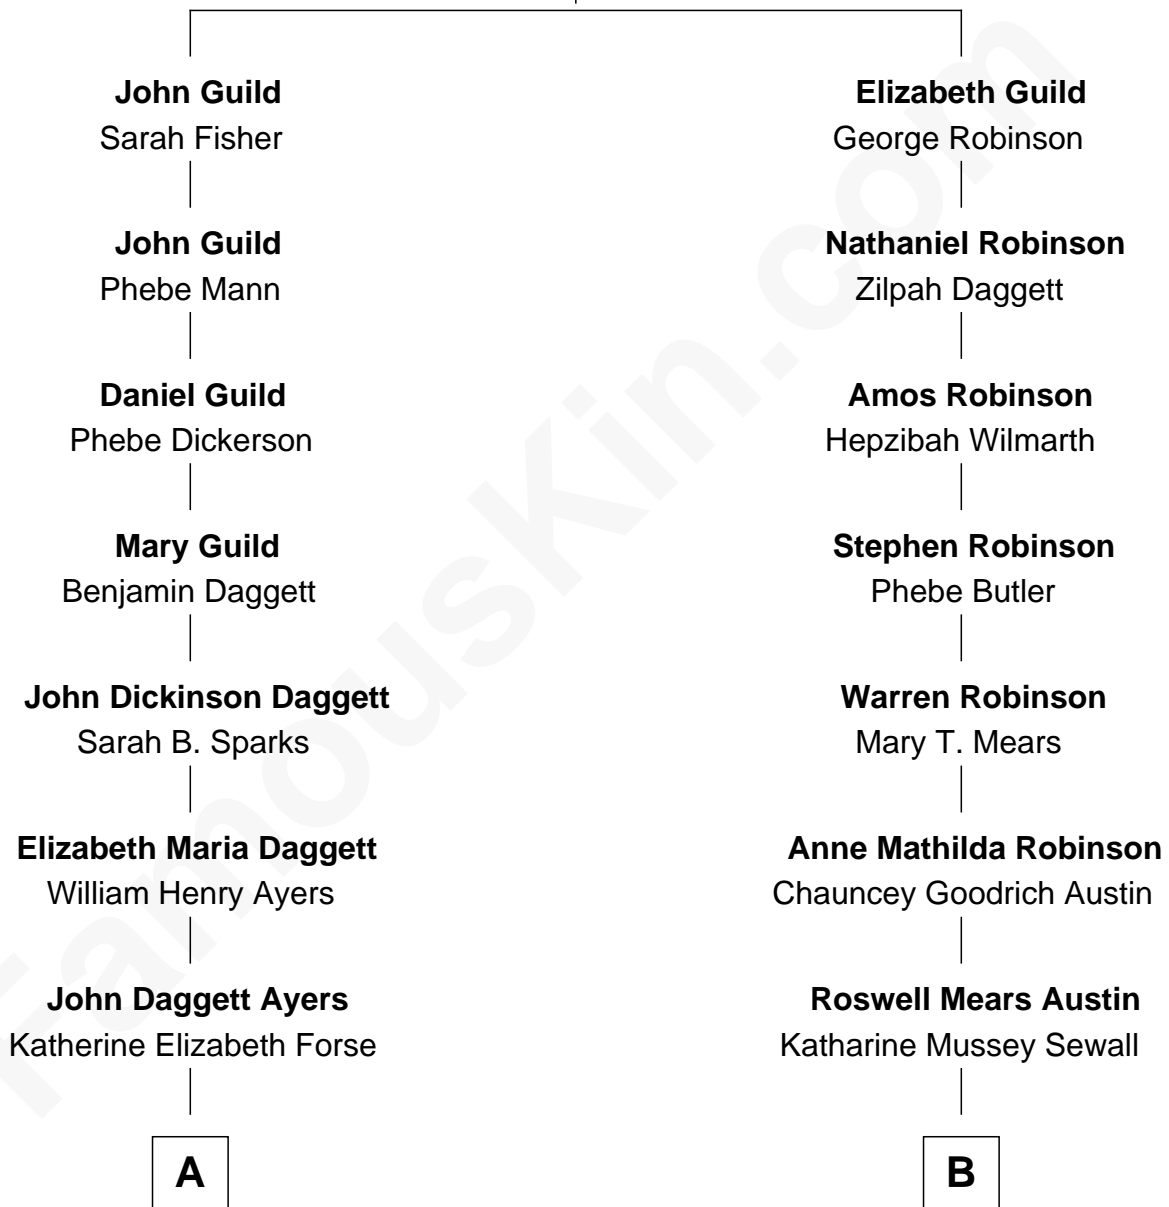 John Guild
Sarah Fisher
John Guild
Phebe Mann
Daniel Guild
Phebe Dickerson
Mary Guild
Benjamin Daggett
John Dickinson Daggett
Sarah B. Sparks
Elizabeth Maria Daggett
William Henry Ayers
John Daggett Ayers
Katherine Elizabeth Forse
A
Elizabeth Guild
George Robinson
Nathaniel Robinson
Zilpah Daggett
Amos Robinson
Hepzibah Wilmarth
Stephen Robinson
Phebe Butler
Warren Robinson
Mary T. Mears
Anne Mathilda Robinson
Chauncey Goodrich Austin
Roswell Mears Austin
Katharine Mussey Sewall
B
FamousKin.com